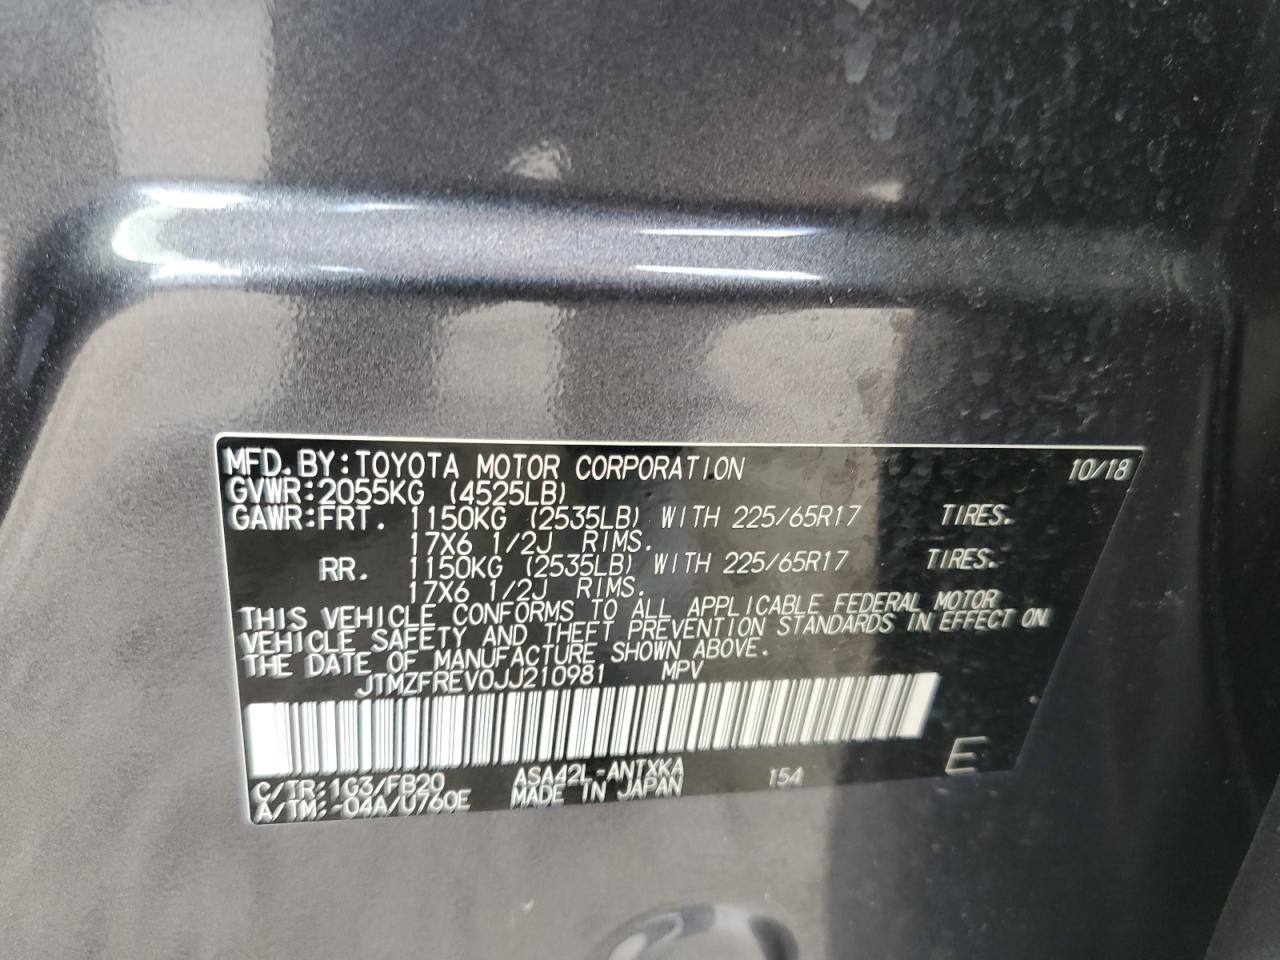 MFD.BY:TOYOTA MOTOR CORPORATION 10/18
GVWR:2055KG (4525LB)
GAWR:FRT. 1150KG (2535LB) WITH 225/65R17 TIRES.
17X6 1/2J RIMS.
RR. 1150KG (2535LB) WITH 225/65R17 TIRES.
17X6 1/2J RIMS.
THIS VEHICLE CONFORMS TO ALL APPLICABLE FEDERAL MOTOR
VEHICLE SAFETY AND THEFT PREVENTION STANDARDS IN EFFECT ON
THE DATE OF MANUFACTURE SHOWN ABOVE.
JTMZFREV0JJ210981 MPV
C/TR:1G3/FB20 ASA42L-ANTXKA 154 E
A/TM:-04A/U760E MADE IN JAPAN